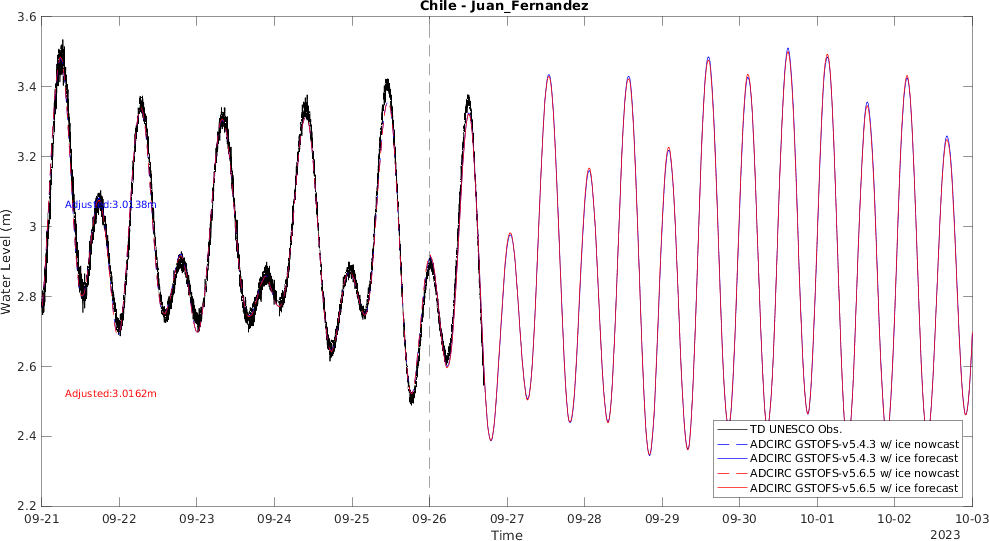 Chile - Juan_Fernandez
3.6
3.4
3.2
3
2.8
2.6
2.4
2.2
Water Level (m)
Adjusted:3.0138m
Adjusted:3.0162m
TD UNESCO Obs.
ADCIRC GSTOFS-v5.4.3 w/ ice nowcast
ADCIRC GSTOFS-v5.4.3 w/ ice forecast
ADCIRC GSTOFS-v5.6.5 w/ ice nowcast
ADCIRC GSTOFS-v5.6.5 w/ ice forecast
09-21 09-22 09-23 09-24 09-25 09-26 09-27 09-28 09-29 09-30 10-01 10-02 10-03
Time
2023